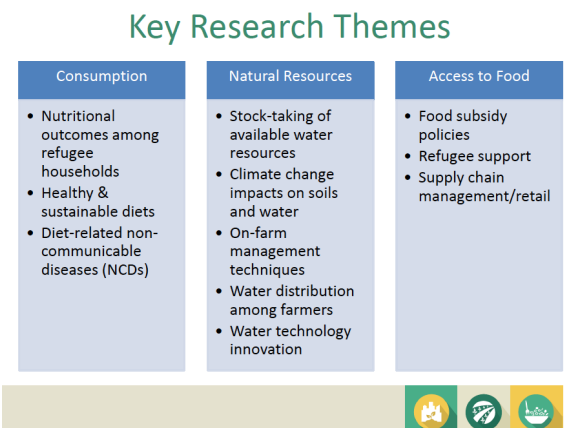 Key Research Themes
Consumption
• Nutritional
outcomes among
refugee
households
• Healthy &
sustainable diets
• Diet-related non-
communicable
diseases (NCDs)
Natural Resources
• Stock-taking of
available water
resources
• Climate change
impacts on soils
and water
• On-farm
management
techniques
• Water distribution
among farmers
• Water technology
innovation
Access to Food
• Food subsidy
policies
• Refugee support
• Supply chain
management/retail